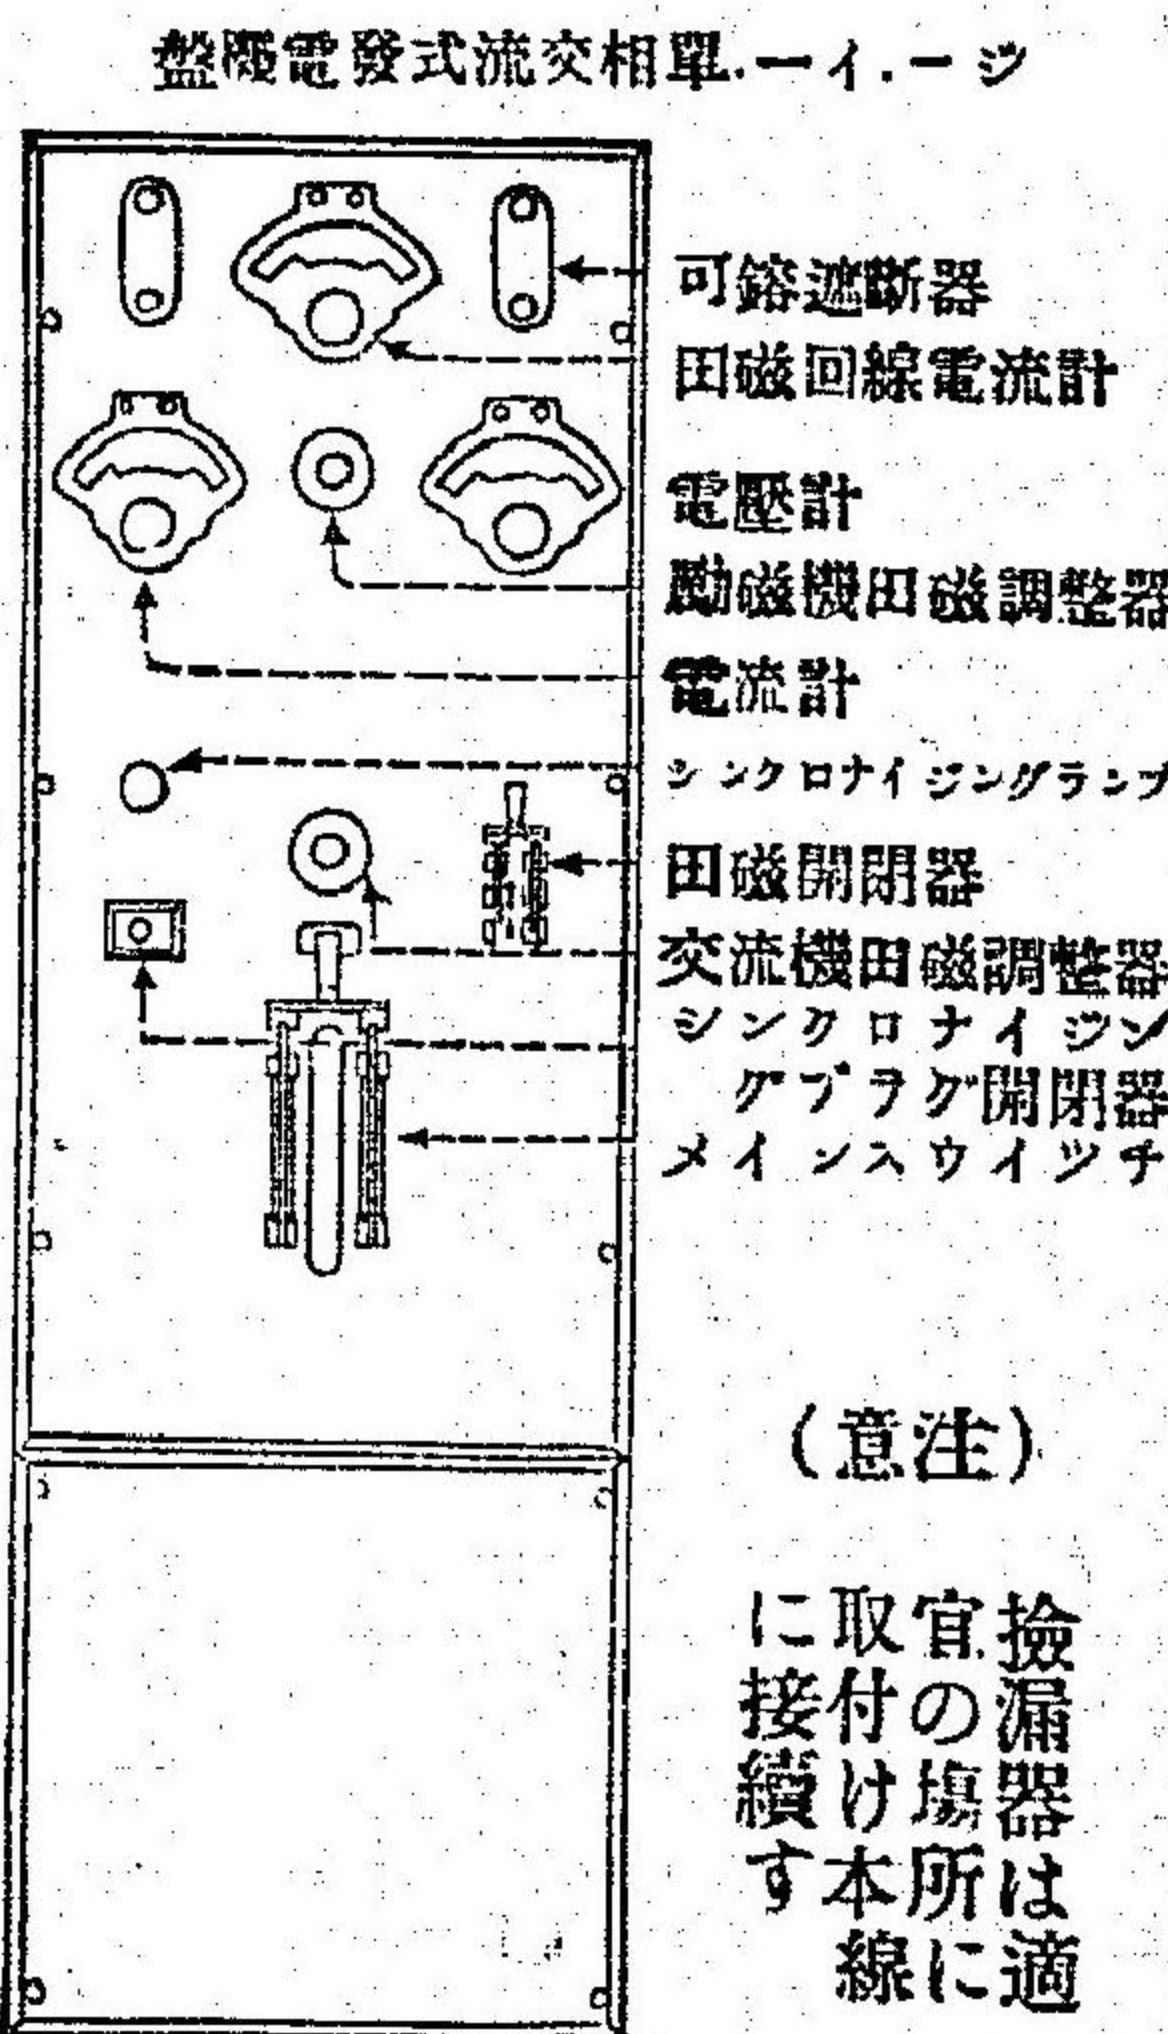 ジー.イー.單相交流式發電機盤
可鎔遮断器
田磁回線電流計
電壓計
勵磁機田磁調整器
電流計
シンクロナイジングランプ
田磁開閉器
交流機田磁調整器
シンクロナイジン
グプラグ開閉器
メインスウイツチ
(注意)
撿漏器は適
宜の塲所に
取付け本線
に接續す